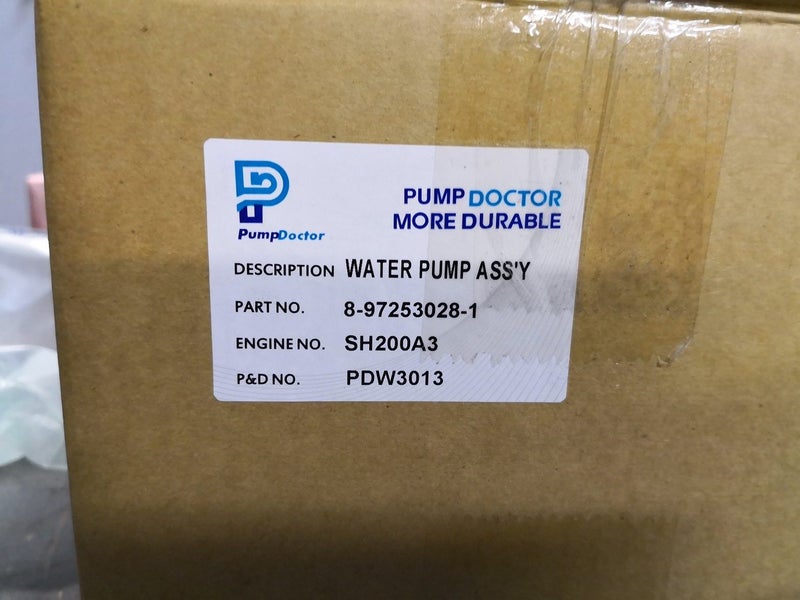 PumpDoctor
PUMP DOCTOR
MORE DURABLE
DESCRIPTION WATER PUMP ASS'Y
PART NO. 8-97253028-1
ENGINE NO. SH200A3
P&D NO. PDW3013